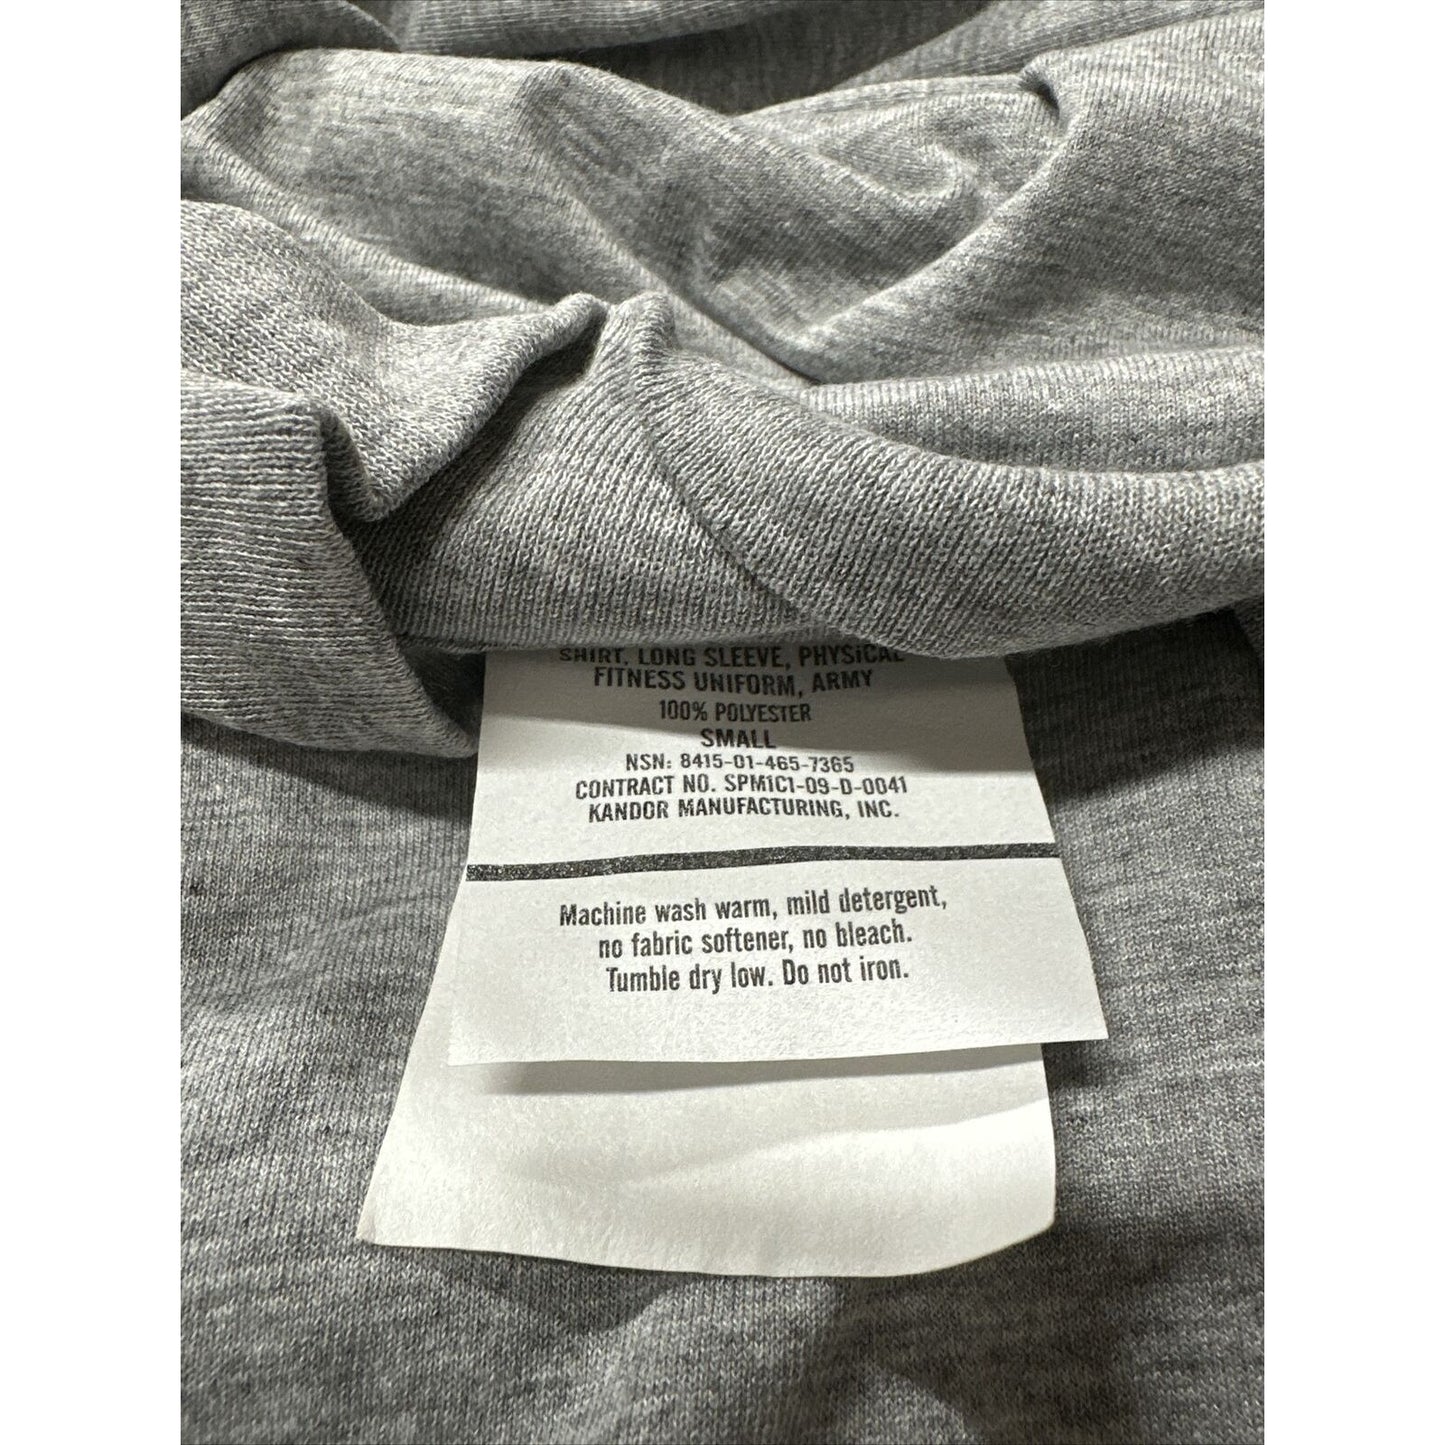 SHIRT, LONG SLEEVE, PHYSICAL
FITNESS UNIFORM, ARMY
100% POLYESTER
SMALL
NSN: 8415-01-465-7365
CONTRACT NO. SPM1C1-09-D-0041
KANDOR MANUFACTURING, INC.
Machine wash warm, mild detergent,
no fabric softener, no bleach.
Tumble dry low. Do not iron.